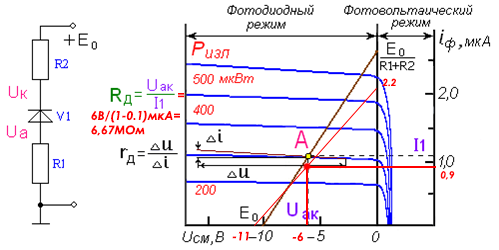 Фотодиодный режим
Фотовольтаический режим
+E₀
R2
Uк
V1
Uа
R1
Pизл
500 мкВт
400
200
Rд = Uак/I1 =
6В/(1-0.1)мкА=
6,67МОм
rд = Δu/Δi
Δi
Δu
A
E₀/R1+R2
iф, мкА
2.2
2,0
I1
1,0
0,9
E₀
Uак
Uсм, В
-11
-10
-6
-5
0